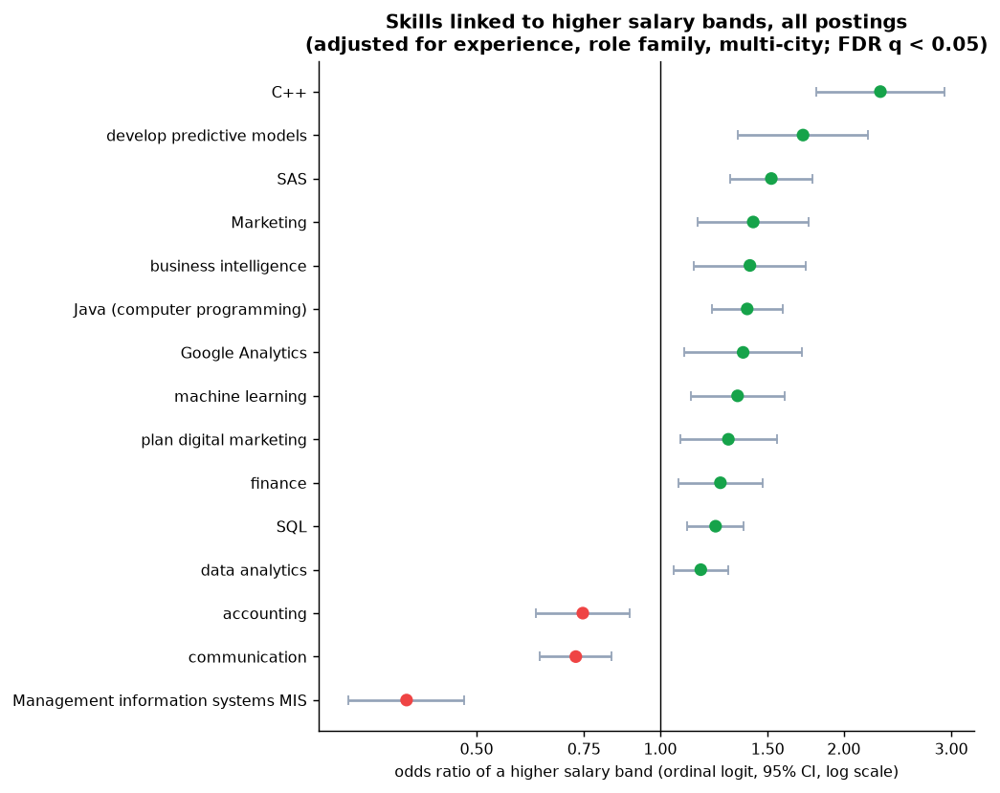 Skills linked to higher salary bands, all postings
(adjusted for experience, role family, multi-city; FDR q < 0.05)
C++
develop predictive models
SAS
Marketing
business intelligence
Java (computer programming)
Google Analytics
machine learning
plan digital marketing
finance
SQL
data analytics
accounting
communication
Management information systems MIS
0.50 0.75 1.00 1.50 2.00 3.00
odds ratio of a higher salary band (ordinal logit, 95% CI, log scale)